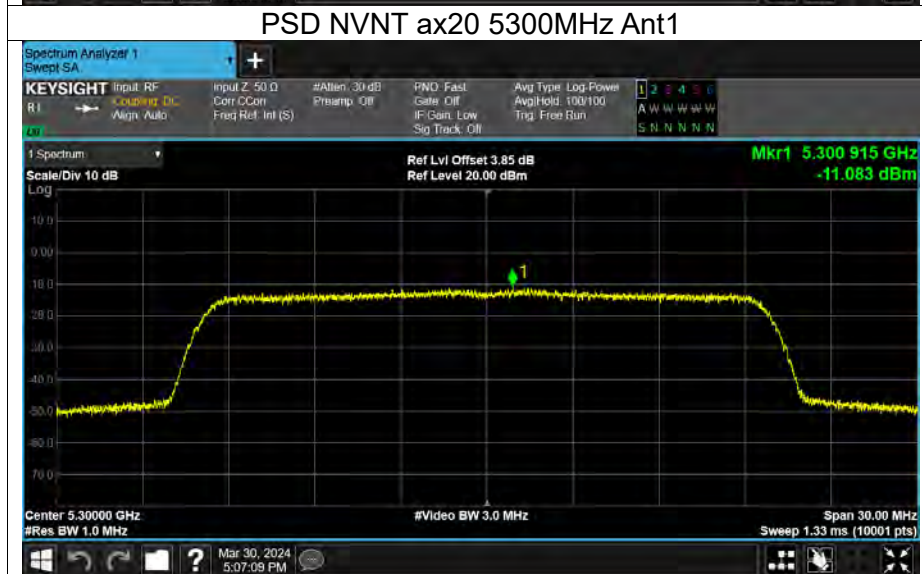 PSD NVNT ax20 5300MHz Ant1
Spectrum Analyzer 1
Swept SA
+
KEYSIGHT Input: RF Input Z: 50 Ω #Atten: 30 dB PNO: Fast Avg Type: Log-Power 1 2 3 4 5 6
Coupling: DC Corr CCorr Preamp: Off Gate: Off Avg|Hold: 100/100 A W W W W W
Align: Auto Freq Ref: Int (S) IF Gain: Low Trig: Free Run
Sig Track: Off S N N N N N
1 Spectrum
Ref Lvl Offset 3.85 dB Mkr1 5.300 915 GHz
Scale/Div 10 dB Ref Level 20.00 dBm -11.083 dBm
Log
10.0
0.00
1
-40.0
-50.0
-60.0
-70.0
Center 5.30000 GHz #Video BW 3.0 MHz Span 30.00 MHz
#Res BW 1.0 MHz Sweep 1.33 ms (10001 pts)
? Mar 30, 2024
5:07:09 PM